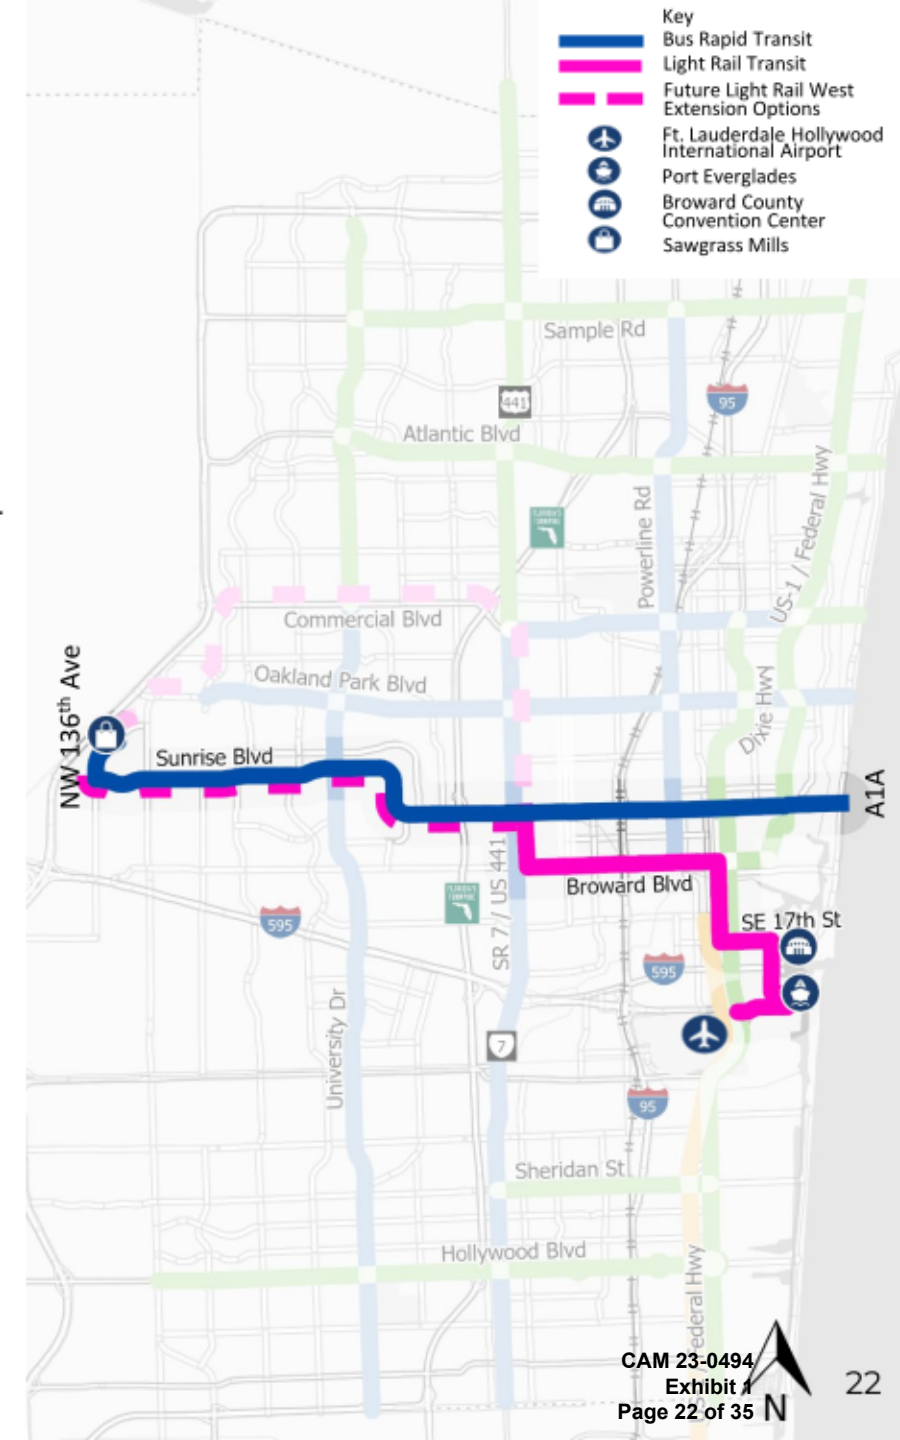 Key
Bus Rapid Transit
Light Rail Transit
Future Light Rail West
Extension Options
Ft. Lauderdale Hollywood
International Airport
Port Everglades
Broward County
Convention Center
Sawgrass Mills
Sample Rd
441
95
Atlantic Blvd
Powerline Rd
US-1 / Federal Hwy
Commercial Blvd
Oakland Park Blvd
Dixie Hwy
NW 136th Ave
Sunrise Blvd
A1A
SR 7 / US 441
Broward Blvd
SE 17th St
595
595
University Dr
7
95
Sheridan St
Hollywood Blvd
Federal Hwy
CAM 23-0494
Exhibit 1
Page 22 of 35
N
22